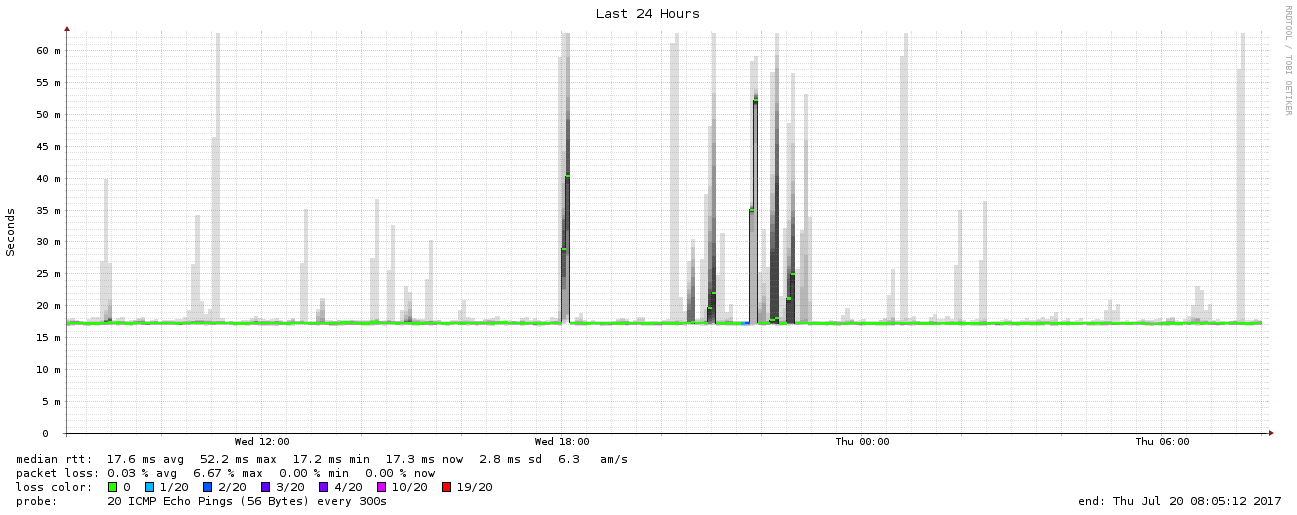 Last 24 Hours
RRDTOOL / TOBI OETIKER
Seconds
60 m
55 m
50 m
45 m
40 m
35 m
30 m
25 m
20 m
15 m
10 m
5 m
0
Wed 12:00 Wed 18:00 Thu 00:00 Thu 06:00
median rtt: 17.6 ms avg 52.2 ms max 17.2 ms min 17.3 ms now 2.8 ms sd 6.3 am/s
packet loss: 0.03 % avg 6.67 % max 0.00 % min 0.00 % now
loss color: 0 1/20 2/20 3/20 4/20 10/20 19/20
probe: 20 ICMP Echo Pings (56 Bytes) every 300s end: Thu Jul 20 08:05:12 2017